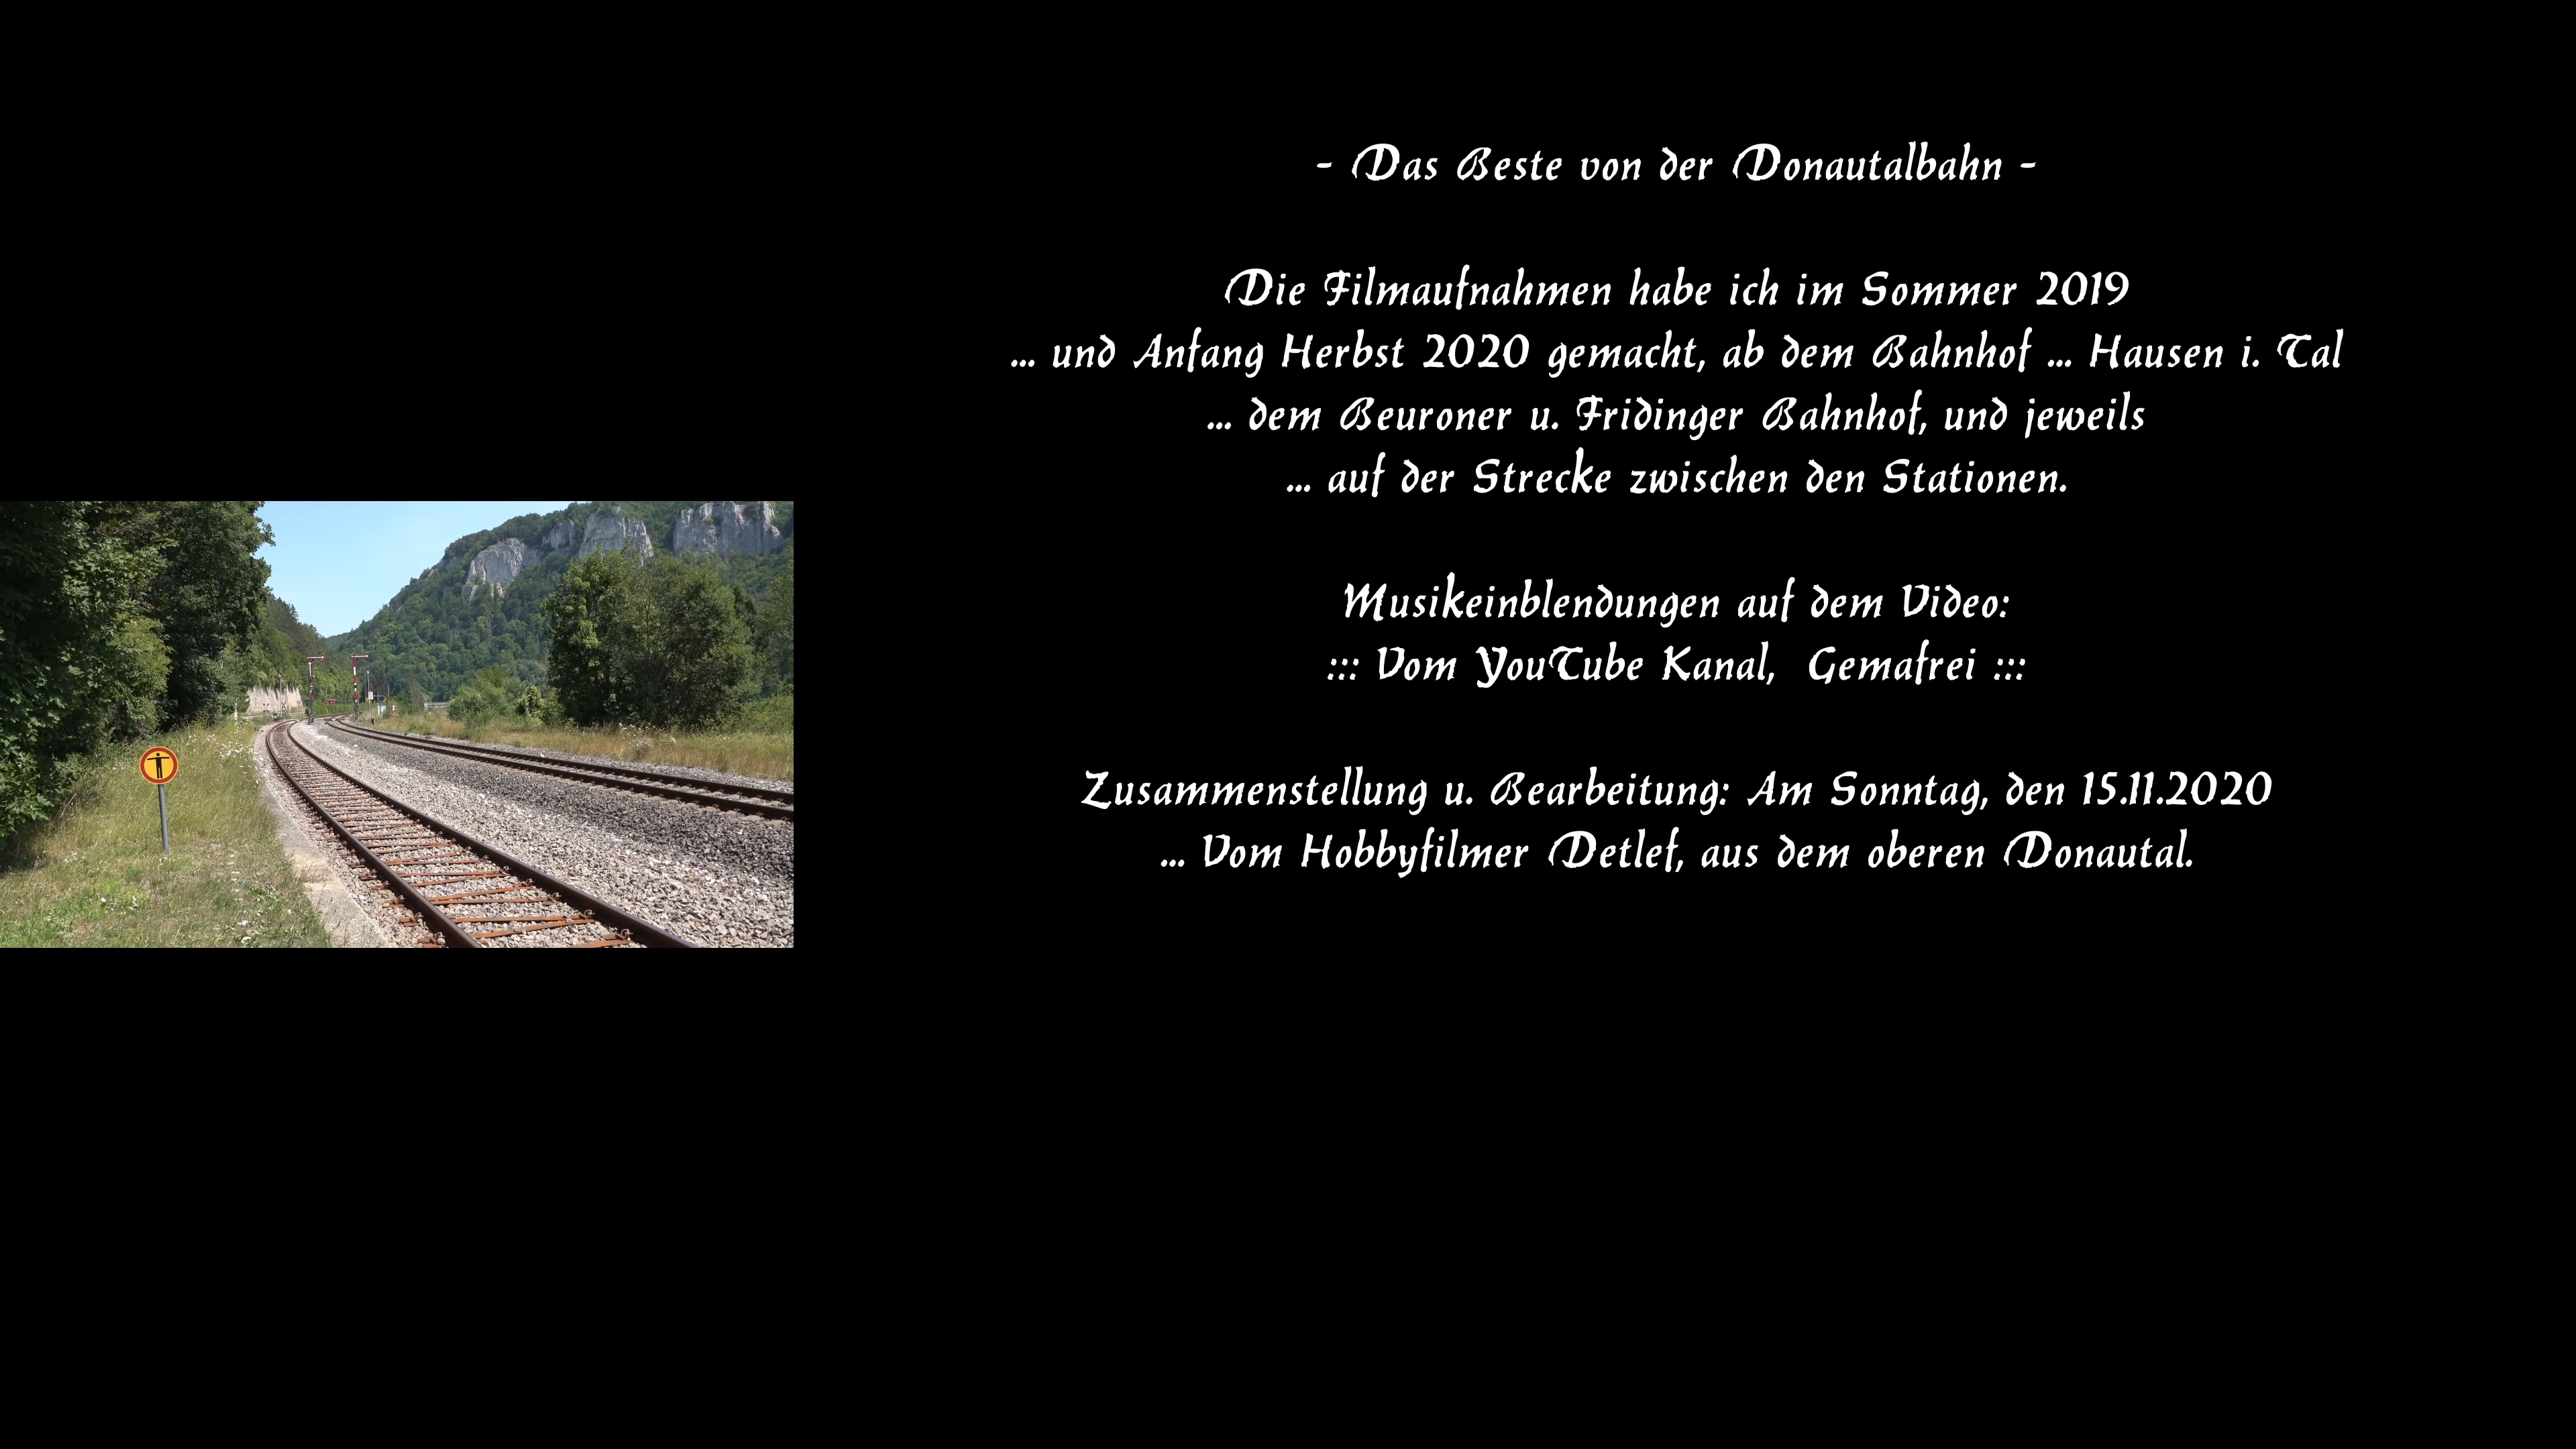 - Das Beste von der Donautalbahn -
Die Filmaufnahmen habe ich im Sommer 2019
... und Anfang Herbst 2020 gemacht, ab dem Bahnhof ... Hausen i. Tal
... dem Beuroner u. Fridinger Bahnhof, und jeweils
... auf der Strecke zwischen den Stationen.
Musikeinblendungen auf dem Video:
::: Vom YouTube Kanal,  Gemafrei :::
Zusammenstellung u. Bearbeitung: Am Sonntag, den 15.11.2020
... Vom Hobbyfilmer Detlef, aus dem oberen Donautal.